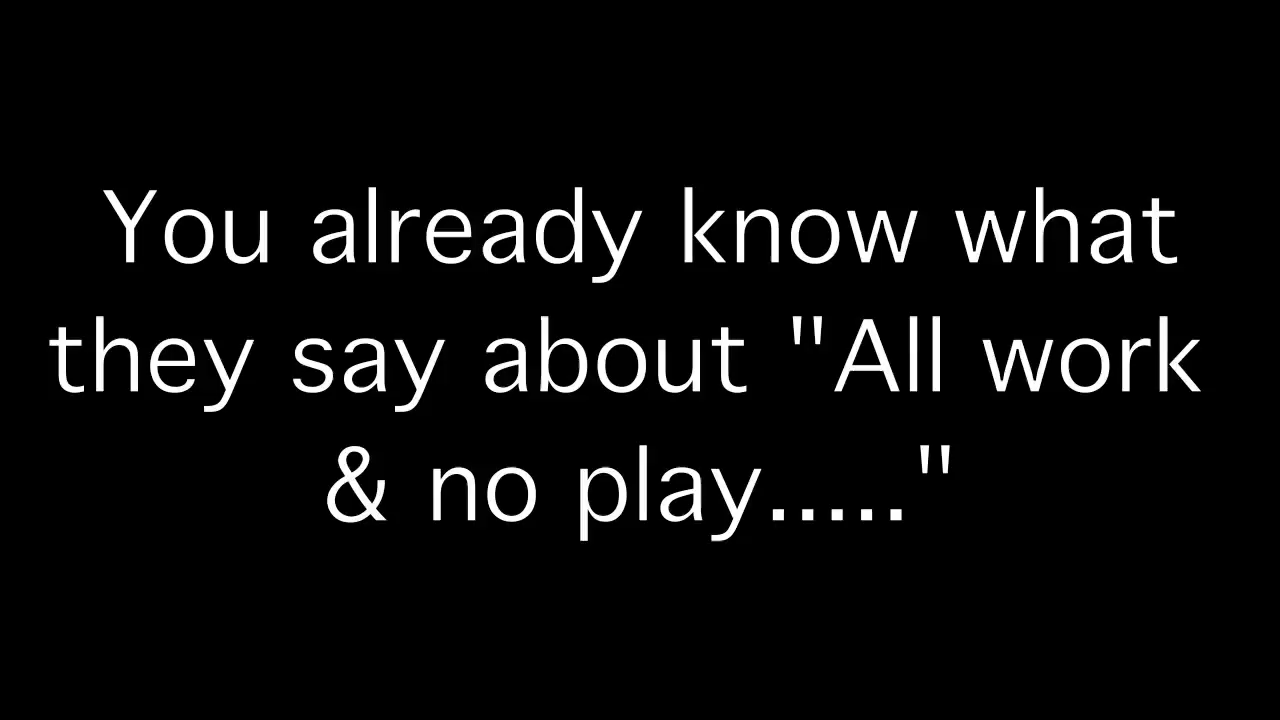 You already know what
they say about "All work
& no play....."